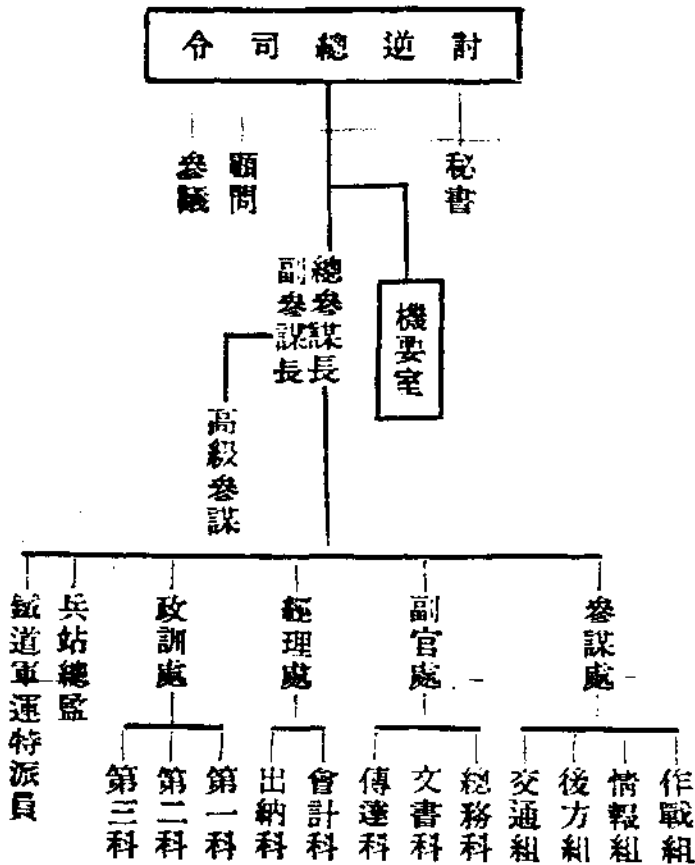 討逆總司令
秘書
顧問
參議
機要室
總參謀長
副參謀長
高級參謀
參謀處
副官處
經理處
政訓處
兵站總監
鐵道軍運特派員
作戰組
情報組
後方組
交通組
總務科
文書科
傳達科
會計科
出納科
第一科
第二科
第三科